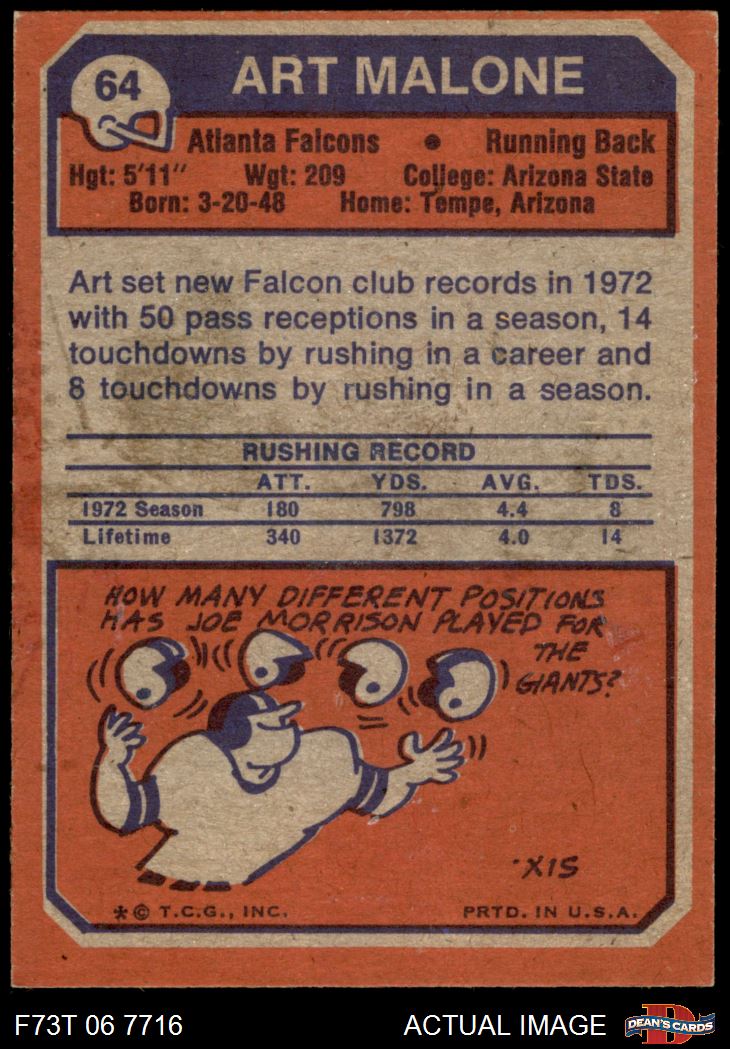 64
ART MALONE
Atlanta Falcons • Running Back
Hgt: 5'11" Wgt: 209 College: Arizona State
Born: 3-20-48 Home: Tempe, Arizona
Art set new Falcon club records in 1972
with 50 pass receptions in a season, 14
touchdowns by rushing in a career and
8 touchdowns by rushing in a season.
RUSHING RECORD
ATT. YDS. AVG. TDS.
1972 Season 180 798 4.4 8
Lifetime 340 1372 4.0 14
HOW MANY DIFFERENT POSITIONS
HAS JOE MORRISON PLAYED FOR
THE
GIANTS?
·XIS
*© T.C.G., INC. PRTD. IN U.S.A.
F73T 06 7716 ACTUAL IMAGE D DEAN'S CARDS